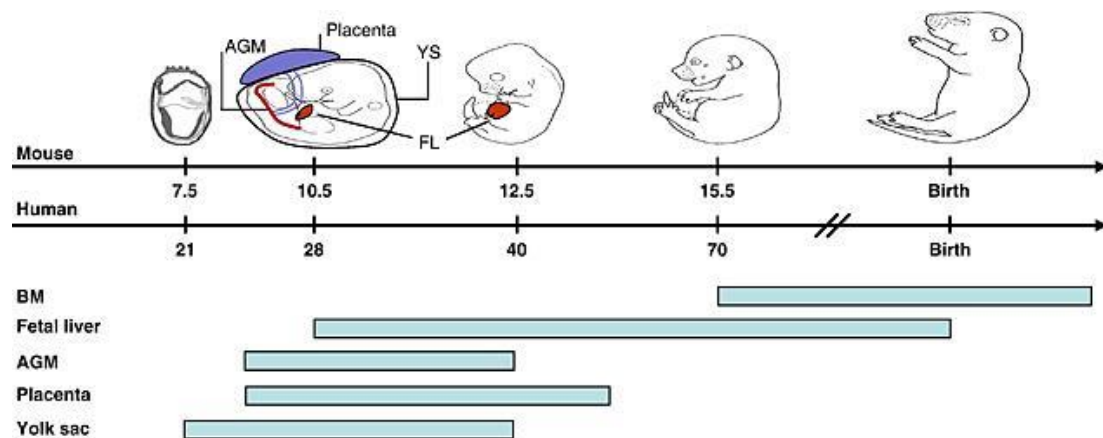 Placenta
AGM
YS
FL
Mouse
7.5 10.5 12.5 15.5 Birth
Human
21 28 40 70 Birth
BM
Fetal liver
AGM
Placenta
Yolk sac